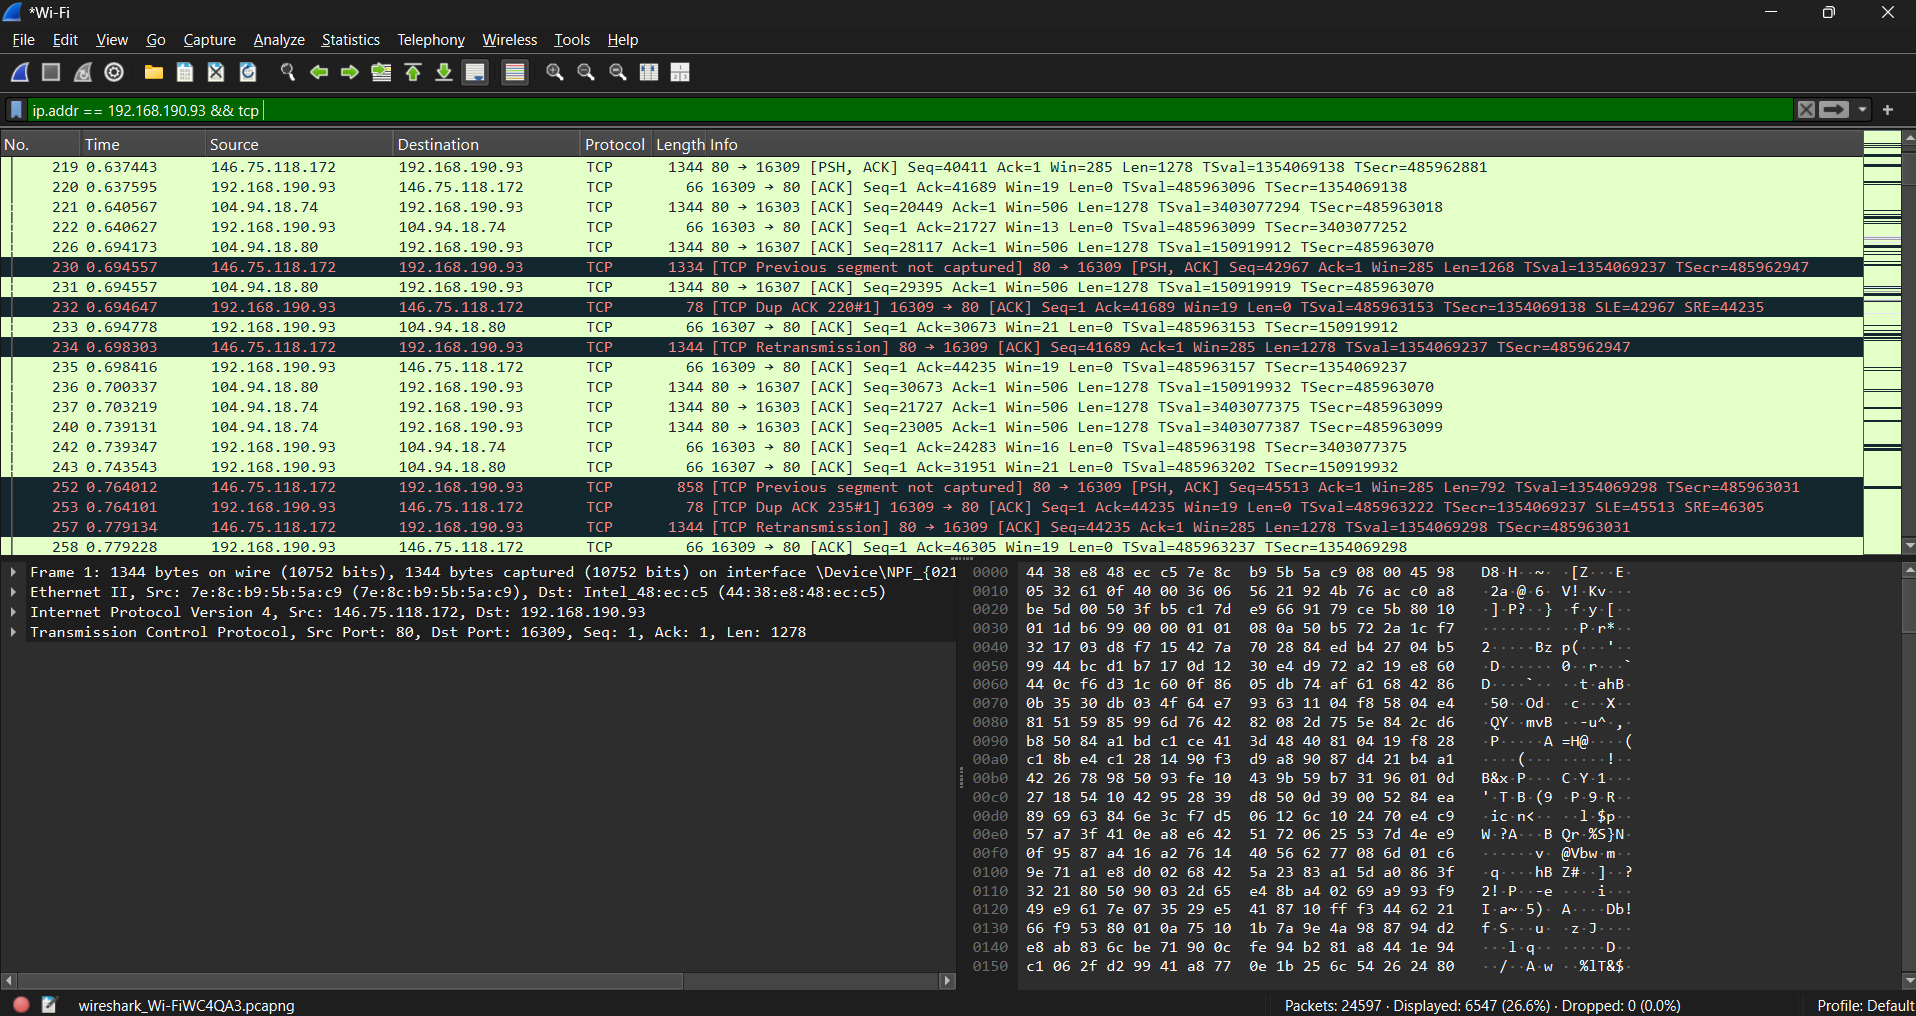 *Wi-Fi
File Edit View Go Capture Analyze Statistics Telephony Wireless Tools Help
ip.addr == 192.168.190.93 && tcp
No. Time Source Destination Protocol Length Info
219 0.637443 146.75.118.172 192.168.190.93 TCP 1344 80 → 16309 [PSH, ACK] Seq=40411 Ack=1 Win=285 Len=1278 TSval=1354069138 TSecr=485962881
220 0.637595 192.168.190.93 146.75.118.172 TCP 66 16309 → 80 [ACK] Seq=1 Ack=41689 Win=19 Len=0 TSval=485963096 TSecr=1354069138
221 0.640567 104.94.18.74 192.168.190.93 TCP 1344 80 → 16303 [ACK] Seq=20449 Ack=1 Win=506 Len=1278 TSval=3403077294 TSecr=485963018
222 0.640627 192.168.190.93 104.94.18.74 TCP 66 16303 → 80 [ACK] Seq=1 Ack=21727 Win=13 Len=0 TSval=485963099 TSecr=3403077252
226 0.694173 104.94.18.80 192.168.190.93 TCP 1344 80 → 16307 [ACK] Seq=28117 Ack=1 Win=506 Len=1278 TSval=150919912 TSecr=485963070
230 0.694557 146.75.118.172 192.168.190.93 TCP 1334 [TCP Previous segment not captured] 80 → 16309 [PSH, ACK] Seq=42967 Ack=1 Win=285 Len=1268 TSval=1354069237 TSecr=485962947
231 0.694557 104.94.18.80 192.168.190.93 TCP 1344 80 → 16307 [ACK] Seq=29395 Ack=1 Win=506 Len=1278 TSval=150919919 TSecr=485963070
232 0.694647 192.168.190.93 146.75.118.172 TCP 78 [TCP Dup ACK 220#1] 16309 → 80 [ACK] Seq=1 Ack=41689 Win=19 Len=0 TSval=485963153 TSecr=1354069138 SLE=42967 SRE=44235
233 0.694778 192.168.190.93 104.94.18.80 TCP 66 16307 → 80 [ACK] Seq=1 Ack=30673 Win=21 Len=0 TSval=485963153 TSecr=150919912
234 0.698303 146.75.118.172 192.168.190.93 TCP 1344 [TCP Retransmission] 80 → 16309 [ACK] Seq=41689 Ack=1 Win=285 Len=1278 TSval=1354069237 TSecr=485962947
235 0.698416 192.168.190.93 146.75.118.172 TCP 66 16309 → 80 [ACK] Seq=1 Ack=44235 Win=19 Len=0 TSval=485963157 TSecr=1354069237
236 0.700337 104.94.18.80 192.168.190.93 TCP 1344 80 → 16307 [ACK] Seq=30673 Ack=1 Win=506 Len=1278 TSval=150919932 TSecr=485963070
237 0.703219 104.94.18.74 192.168.190.93 TCP 1344 80 → 16303 [ACK] Seq=21727 Ack=1 Win=506 Len=1278 TSval=3403077375 TSecr=485963099
240 0.739131 104.94.18.74 192.168.190.93 TCP 1344 80 → 16303 [ACK] Seq=23005 Ack=1 Win=506 Len=1278 TSval=3403077387 TSecr=485963099
242 0.739347 192.168.190.93 104.94.18.74 TCP 66 16303 → 80 [ACK] Seq=1 Ack=24283 Win=16 Len=0 TSval=485963198 TSecr=3403077375
243 0.743543 192.168.190.93 104.94.18.80 TCP 66 16307 → 80 [ACK] Seq=1 Ack=31951 Win=21 Len=0 TSval=485963202 TSecr=150919932
252 0.764012 146.75.118.172 192.168.190.93 TCP 858 [TCP Previous segment not captured] 80 → 16309 [PSH, ACK] Seq=45513 Ack=1 Win=285 Len=792 TSval=1354069298 TSecr=485963031
253 0.764101 192.168.190.93 146.75.118.172 TCP 78 [TCP Dup ACK 235#1] 16309 → 80 [ACK] Seq=1 Ack=44235 Win=19 Len=0 TSval=485963222 TSecr=1354069237 SLE=45513 SRE=46305
257 0.779134 146.75.118.172 192.168.190.93 TCP 1344 [TCP Retransmission] 80 → 16309 [ACK] Seq=44235 Ack=1 Win=285 Len=1278 TSval=1354069298 TSecr=485963031
258 0.779228 192.168.190.93 146.75.118.172 TCP 66 16309 → 80 [ACK] Seq=1 Ack=46305 Win=19 Len=0 TSval=485963237 TSecr=1354069298
Frame 1: 1344 bytes on wire (10752 bits), 1344 bytes captured (10752 bits) on interface \Device\NPF_{021
Ethernet II, Src: 7e:8c:b9:5b:5a:c9 (7e:8c:b9:5b:5a:c9), Dst: Intel_48:ec:c5 (44:38:e8:48:ec:c5)
Internet Protocol Version 4, Src: 146.75.118.172, Dst: 192.168.190.93
Transmission Control Protocol, Src Port: 80, Dst Port: 16309, Seq: 1, Ack: 1, Len: 1278
0000 44 38 e8 48 ec c5 7e 8c b9 5b 5a c9 08 00 45 98 D8·H··~· ·[Z···E·
0010 05 32 61 0f 40 00 36 06 56 21 92 4b 76 ac c0 a8 ·2a·@·6· V!·Kv···
0020 be 5d 00 50 3f b5 c1 7d e9 66 91 79 ce 5b 80 10 ·]·P?··} ·f·y·[··
0030 01 1d b6 99 00 00 01 01 08 0a 50 b5 72 2a 1c f7 ········ ··P·r*··
0040 32 17 03 d8 f7 15 42 7a 70 28 84 ed b4 27 04 b5 2·····Bz p(···'··
0050 99 44 bc d1 b7 17 0d 12 30 e4 d9 72 a2 19 e8 60 ·D······ 0··r···`
0060 44 0c f6 d3 1c 60 0f 86 05 db 74 af 61 68 42 86 D····`·· ··t·ahB·
0070 0b 35 30 db 03 4f 64 e7 93 63 11 04 f8 58 04 e4 ·50··Od· ·c···X··
0080 81 51 59 85 99 6d 76 42 82 08 2d 75 5e 84 2c d6 ·QY··mvB ··-u^·,·
0090 b8 50 84 a1 bd c1 ce 41 3d 48 40 81 04 19 f8 28 ·P·····A =H@····(
00a0 c1 8b e4 c1 28 14 90 f3 d9 a8 90 87 d4 21 b4 a1 ····(··· ·····!··
00b0 42 26 78 98 50 93 fe 10 43 9b 59 b7 31 96 01 0d B&x·P··· C·Y·1···
00c0 27 18 54 10 42 95 28 39 d8 50 0d 39 00 52 84 ea '·T·B·(9 ·P·9·R··
00d0 89 69 63 84 6e 3c f7 d5 06 12 6c 10 24 70 e4 c9 ·ic·n<·· ··l·$p··
00e0 57 a7 3f 41 0e a8 e6 42 51 72 06 25 53 7d 4e e9 W·?A···B Qr·%S}N·
00f0 0f 95 87 a4 16 a2 76 14 40 56 62 77 08 6d 01 c6 ······v· @Vbw·m··
0100 9e 71 a1 e8 d0 02 68 42 5a 23 83 a1 5d a0 86 3f ·q····hB Z#··]··?
0110 32 21 80 50 90 03 2d 65 e4 8b a4 02 69 a9 93 f9 2!·P··-e ····i···
0120 49 e9 61 7e 07 35 29 e5 41 87 10 ff f3 44 62 21 I·a~·5)· A····Db!
0130 66 f9 53 80 01 0a 75 10 1b 7a 9e 4a 98 87 94 d2 f·S···u· ·z·J····
0140 e8 ab 83 6c be 71 90 0c fe 94 b2 81 a8 44 1e 94 ···l·q·· ·····D··
0150 c1 06 2f d2 99 41 a8 77 0e 1b 25 6c 54 26 24 80 ··/··A·w ··%lT&$·
wireshark_Wi-FiWC4QA3.pcapng Packets: 24597 · Displayed: 6547 (26.6%) · Dropped: 0 (0.0%) Profile: Default